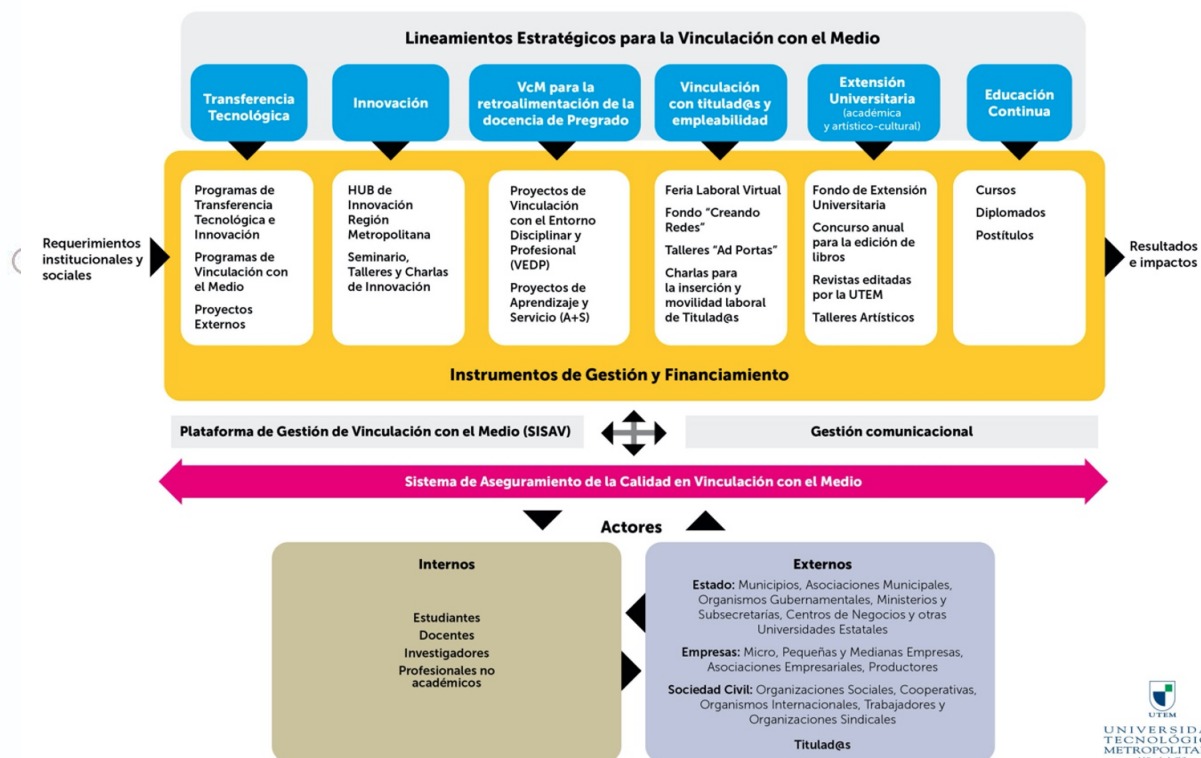 Lineamientos Estratégicos para la Vinculación con el Medio
Transferencia
Tecnológica
Innovación
VcM para la
retroalimentación de la
docencia de Pregrado
Vinculación
con titulad@s y
empleabilidad
Extensión
Universitaria
(académica
y artístico-cultural)
Educación
Continua
Requerimientos
institucionales y
sociales
Programas de
Transferencia
Tecnológica e
Innovación
Programas de
Vinculación con
el Medio
Proyectos
Externos
HUB de
Innovación
Región
Metropolitana
Seminario,
Talleres y Charlas
de Innovación
Proyectos de
Vinculación
con el Entorno
Disciplinar y
Profesional
(VEDP)
Proyectos de
Aprendizaje y
Servicio (A+S)
Feria Laboral Virtual
Fondo “Creando
Redes”
Talleres “Ad Portas”
Charlas para
la inserción y
movilidad laboral
de Titulad@s
Fondo de Extensión
Universitaria
Concurso anual
para la edición de
libros
Revistas editadas
por la UTEM
Talleres Artísticos
Cursos
Diplomados
Postítulos
Resultados
e impactos
Instrumentos de Gestión y Financiamiento
Plataforma de Gestión de Vinculación con el Medio (SISAV)
Gestión comunicacional
Sistema de Aseguramiento de la Calidad en Vinculación con el Medio
Actores
Internos
Estudiantes
Docentes
Investigadores
Profesionales no
académicos
Externos
Estado: Municipios, Asociaciones Municipales,
Organismos Gubernamentales, Ministerios y
Subsecretarías, Centros de Negocios y otras
Universidades Estatales
Empresas: Micro, Pequeñas y Medianas Empresas,
Asociaciones Empresariales, Productores
Sociedad Civil: Organizaciones Sociales, Cooperativas,
Organismos Internacionales, Trabajadores y
Organizaciones Sindicales
Titulad@s
UTEM
UNIVERSIDA
TECNOLÓGIC
METROPOLITAN